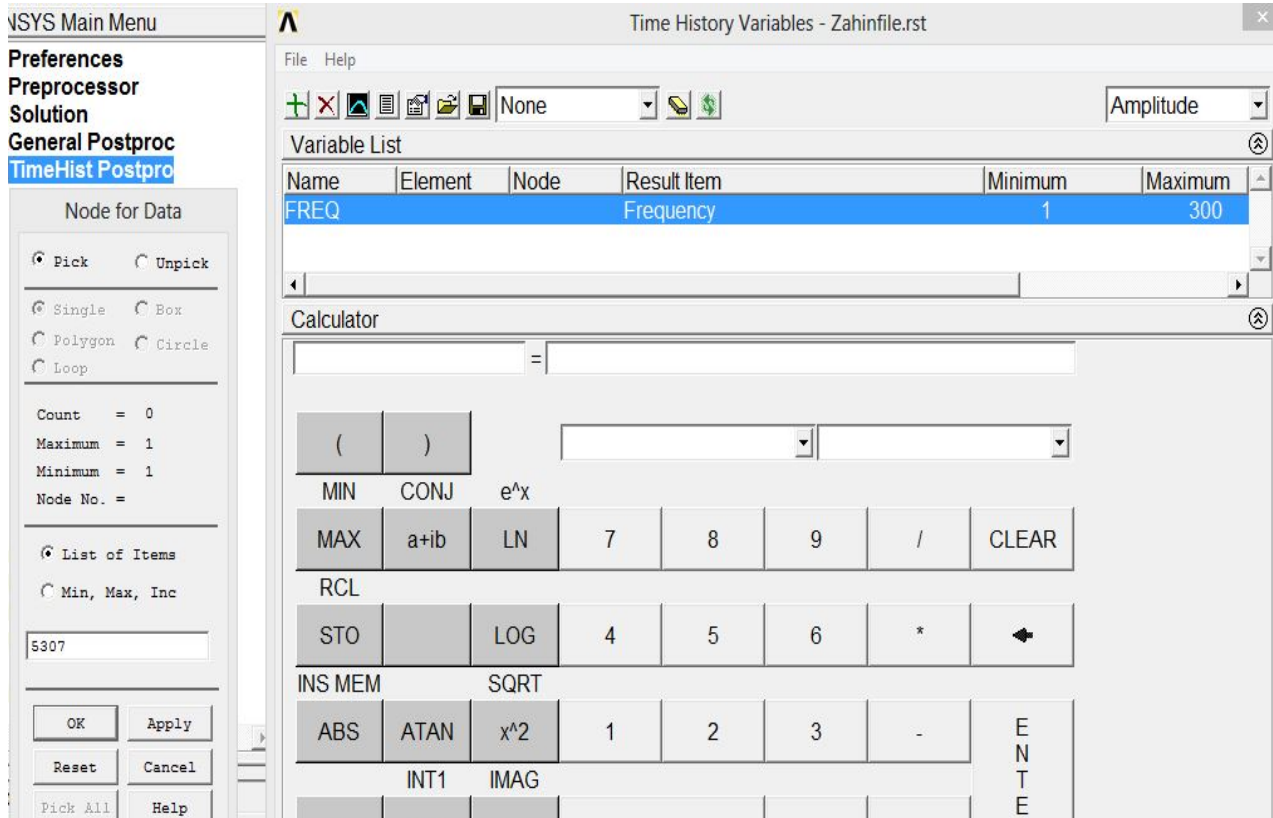 NSYS Main Menu
Preferences
Preprocessor
Solution
General Postproc
TimeHist Postpro
Node for Data
Pick Unpick
Single Box
Polygon Circle
Loop
Count = 0
Maximum = 1
Minimum = 1
Node No. =
List of Items
Min, Max, Inc
5307
OK Apply
Reset Cancel
Pick All Help
Time History Variables - Zahinfile.rst
File Help
None Amplitude
Variable List
Name Element Node Result Item Minimum Maximum
FREQ Frequency 1 300
Calculator
=
( )
MIN CONJ e^x
MAX a+ib LN 7 8 9 / CLEAR
RCL
STO LOG 4 5 6 *
INS MEM SQRT
ABS ATAN x^2 1 2 3 -
INT1 IMAG
E
N
T
E